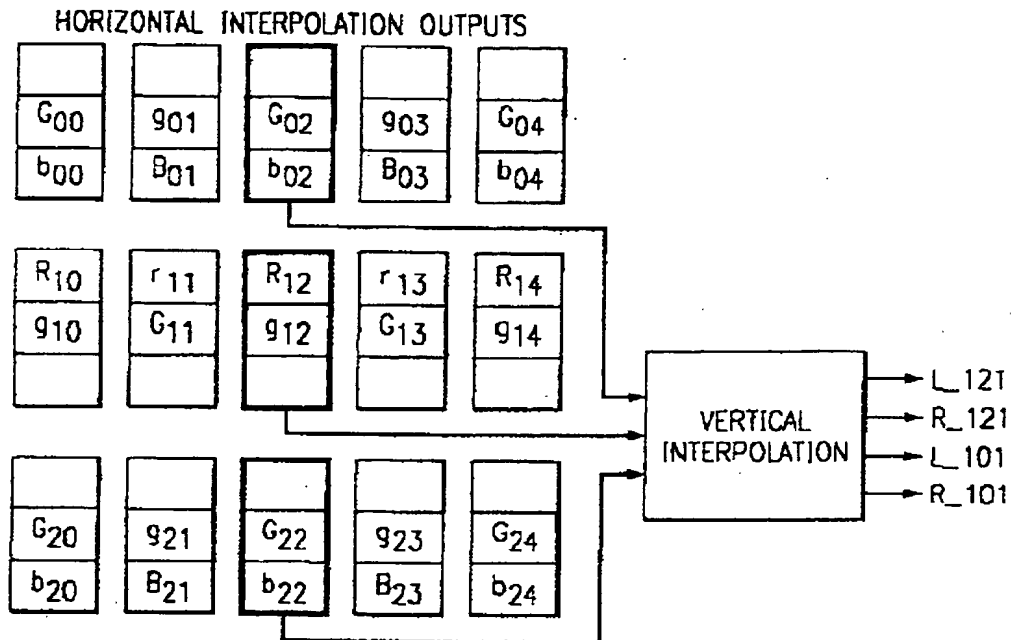 HORIZONTAL INTERPOLATION OUTPUTS
G00 g01 G02 g03 G04
b00 B01 b02 B03 b04
R10 r11 R12 r13 R14
g10 G11 g12 G13 g14
G20 g21 G22 g23 G24
b20 B21 b22 B23 b24
VERTICAL
INTERPOLATION
L_121
R_121
L_101
R_101